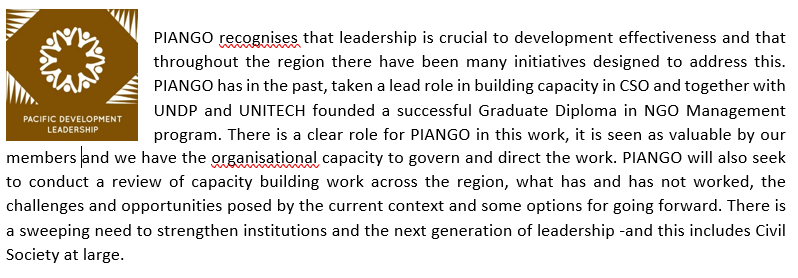 PIANGO recognises that leadership is crucial to development effectiveness and that
throughout the region there have been many initiatives designed to address this.
PIANGO has in the past, taken a lead role in building capacity in CSO and together with
UNDP and UNITECH founded a successful Graduate Diploma in NGO Management
PACIFIC DEVELOPMENT
LEADERSHIP
program. There is a clear role for PIANGO in this work, it is seen as valuable by our
members and we have the organisational capacity to govern and direct the work. PIANGO will also seek
to conduct a review of capacity building work across the region, what has and has not worked, the
challenges and opportunities posed by the current context and some options for going forward. There is
a sweeping need to strengthen institutions and the next generation of leadership -and this includes Civil
Society at large.